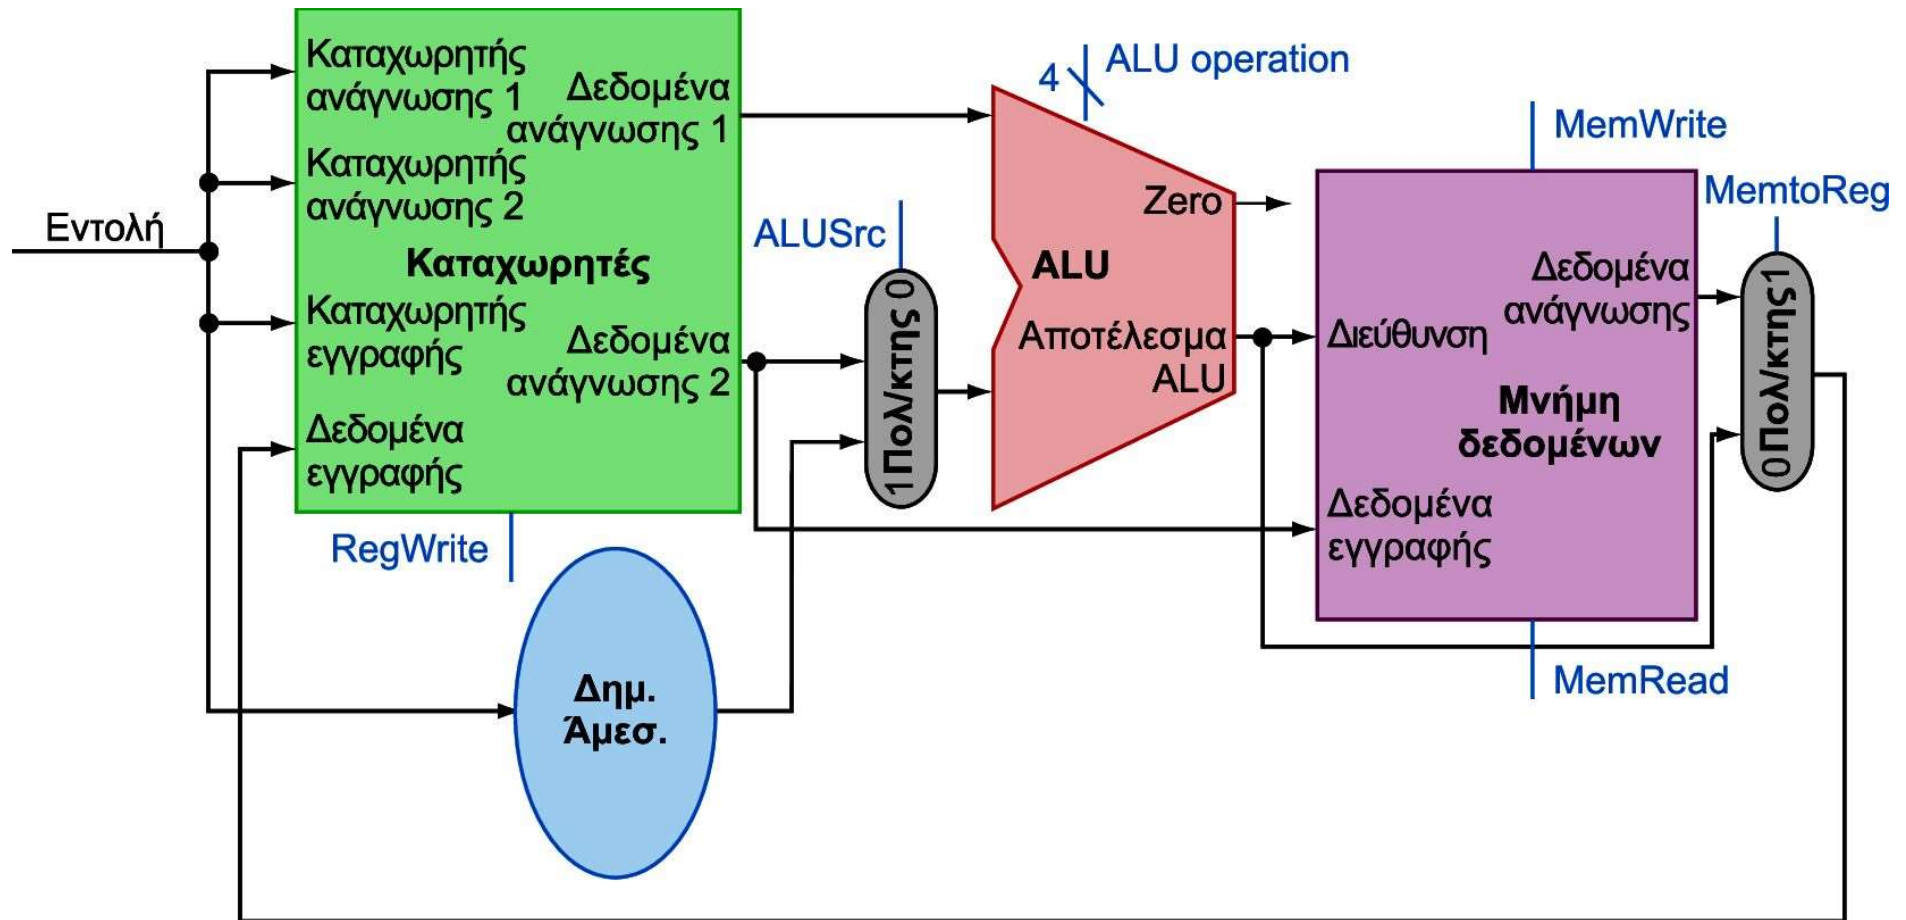 Εντολή
Καταχωρητής
ανάγνωσης 1
Καταχωρητής
ανάγνωσης 2
Καταχωρητές
Καταχωρητής
εγγραφής
Δεδομένα
εγγραφής
Δεδομένα
ανάγνωσης 1
Δεδομένα
ανάγνωσης 2
RegWrite
Δημ.
Άμεσ.
ALUSrc
0
Πολ/κτης
1
4
ALU operation
Zero
ALU
Αποτέλεσμα
ALU
MemWrite
Διεύθυνση
Δεδομένα
ανάγνωσης
Μνήμη
δεδομένων
Δεδομένα
εγγραφής
MemRead
MemtoReg
1
Πολ/κτης
0